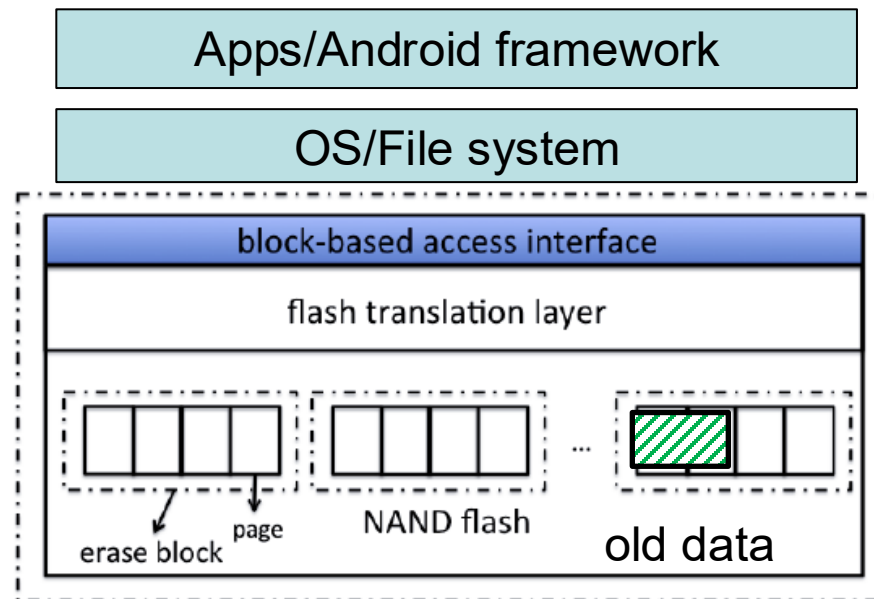 Apps/Android framework
OS/File system
block-based access interface
flash translation layer
...
erase block
page
NAND flash
old data